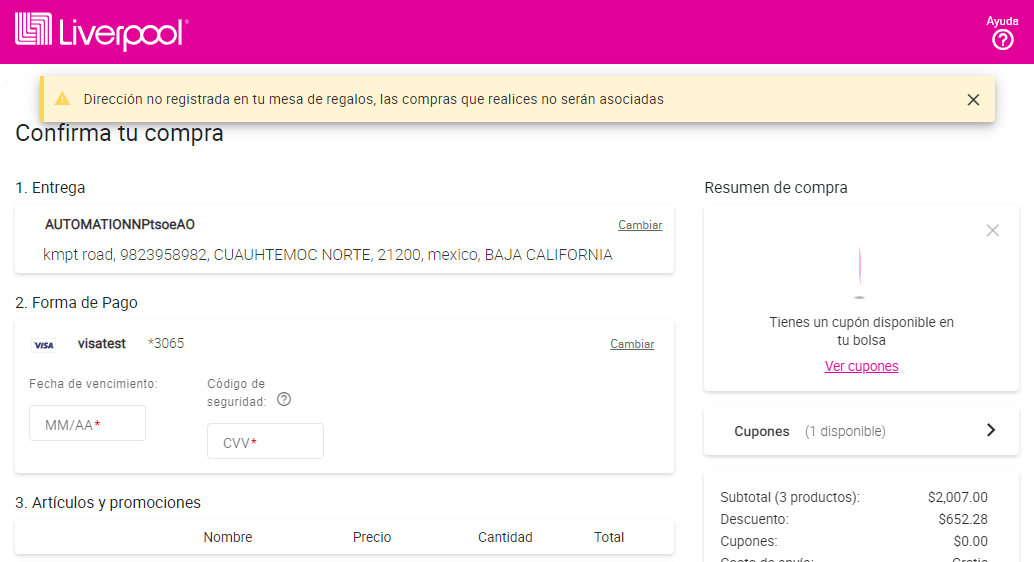 Liverpool
Ayuda
Dirección no registrada en tu mesa de regalos, las compras que realices no serán asociadas
Confirma tu compra
1. Entrega
AUTOMATIONNPtsoeAO
Cambiar
kmpt road, 9823958982, CUAUHTEMOC NORTE, 21200, mexico, BAJA CALIFORNIA
2. Forma de Pago
VISA visatest *3065
Cambiar
Fecha de vencimiento:
MM/AA*
Código de
seguridad:
CVV*
3. Artículos y promociones
Nombre Precio Cantidad Total
Resumen de compra
Tienes un cupón disponible en
tu bolsa
Ver cupones
Cupones (1 disponible)
Subtotal (3 productos): $2,007.00
Descuento: $652.28
Cupones: $0.00
Costo de envío: Gratis